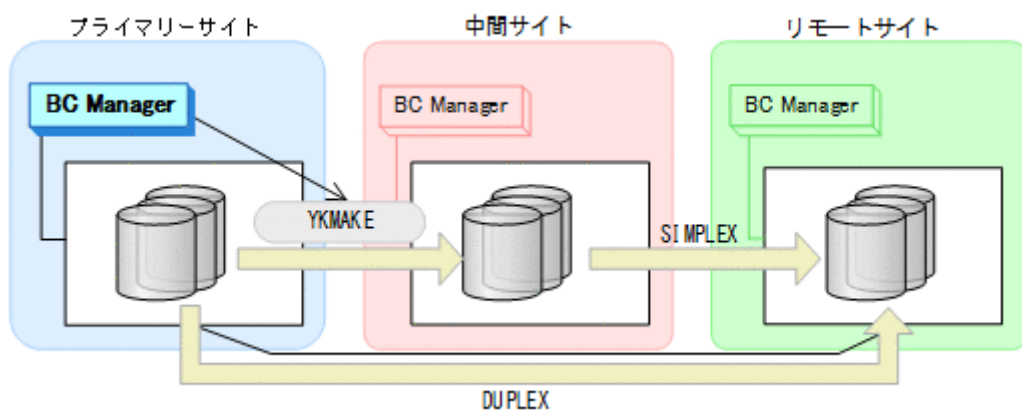 プライマリーサイト
中間サイト
リモートサイト
BC Manager
BC Manager
BC Manager
YKMAKE
SIMPLEX
DUPLEX